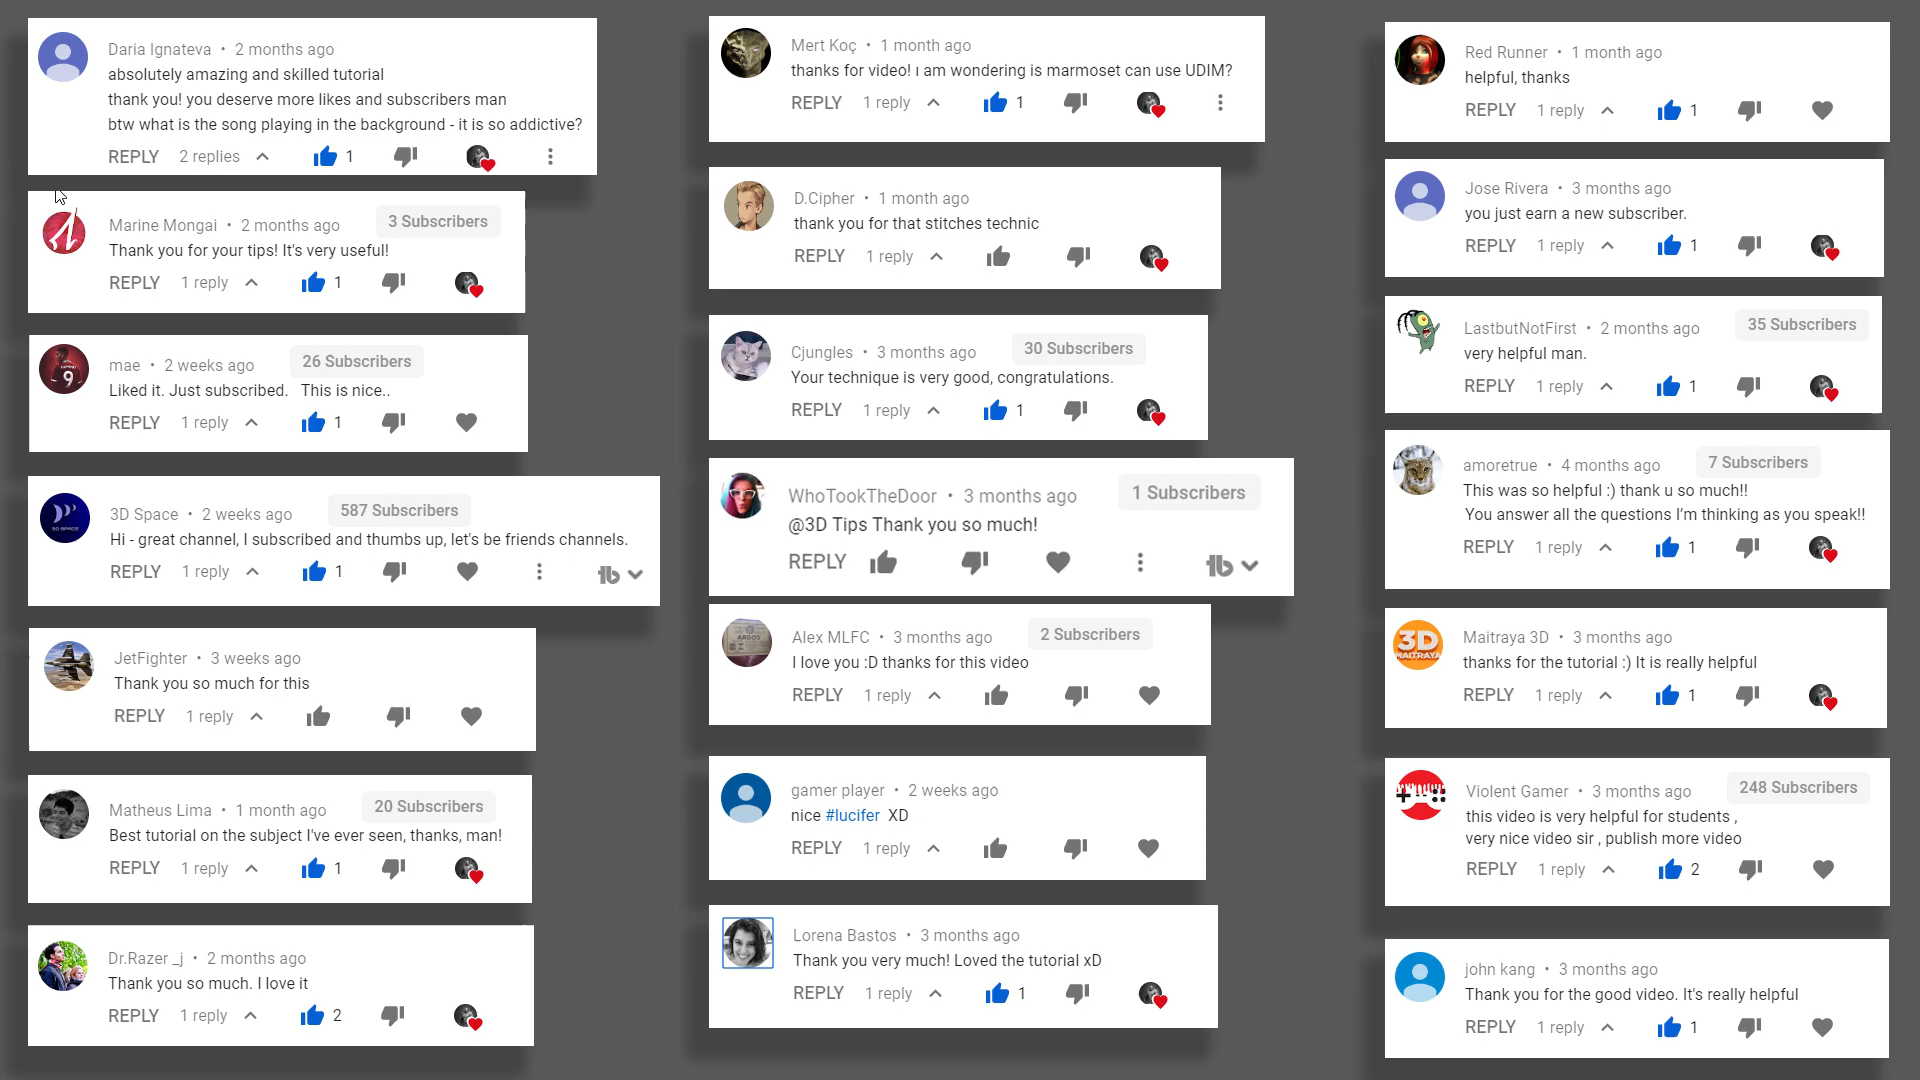 Daria Ignateva • 2 months ago
absolutely amazing and skilled tutorial
thank you! you deserve more likes and subscribers man
btw what is the song playing in the background - it is so addictive?
REPLY 2 replies 1
Marine Mongai • 2 months ago 3 Subscribers
Thank you for your tips! It's very useful!
REPLY 1 reply 1
mae • 2 weeks ago 26 Subscribers
Liked it. Just subscribed. This is nice..
REPLY 1 reply 1
3D Space • 2 weeks ago 587 Subscribers
Hi - great channel, I subscribed and thumbs up, let's be friends channels.
REPLY 1 reply 1
JetFighter • 3 weeks ago
Thank you so much for this
REPLY 1 reply
Matheus Lima • 1 month ago 20 Subscribers
Best tutorial on the subject I've ever seen, thanks, man!
REPLY 1 reply 1
Dr.Razer _j • 2 months ago
Thank you so much. I love it
REPLY 1 reply 2
Mert Koç • 1 month ago
thanks for video! ı am wondering is marmoset can use UDIM?
REPLY 1 reply 1
D.Cipher • 1 month ago
thank you for that stitches technic
REPLY 1 reply
Cjungles • 3 months ago 30 Subscribers
Your technique is very good, congratulations.
REPLY 1 reply 1
WhoTookTheDoor • 3 months ago 1 Subscribers
@3D Tips Thank you so much!
REPLY
Alex MLFC • 3 months ago 2 Subscribers
I love you :D thanks for this video
REPLY 1 reply
gamer player • 2 weeks ago
nice #lucifer XD
REPLY 1 reply
Lorena Bastos • 3 months ago
Thank you very much! Loved the tutorial xD
REPLY 1 reply 1
Red Runner • 1 month ago
helpful, thanks
REPLY 1 reply 1
Jose Rivera • 3 months ago
you just earn a new subscriber.
REPLY 1 reply 1
LastbutNotFirst • 2 months ago 35 Subscribers
very helpful man.
REPLY 1 reply 1
amoretrue • 4 months ago 7 Subscribers
This was so helpful :) thank u so much!!
You answer all the questions I'm thinking as you speak!!
REPLY 1 reply 1
3D
MAITRAYA
Maitraya 3D • 3 months ago
thanks for the tutorial :) It is really helpful
REPLY 1 reply 1
Violent Gamer • 3 months ago 248 Subscribers
this video is very helpful for students ,
very nice video sir , publish more video
REPLY 1 reply 2
john kang • 3 months ago
Thank you for the good video. It's really helpful
REPLY 1 reply 1